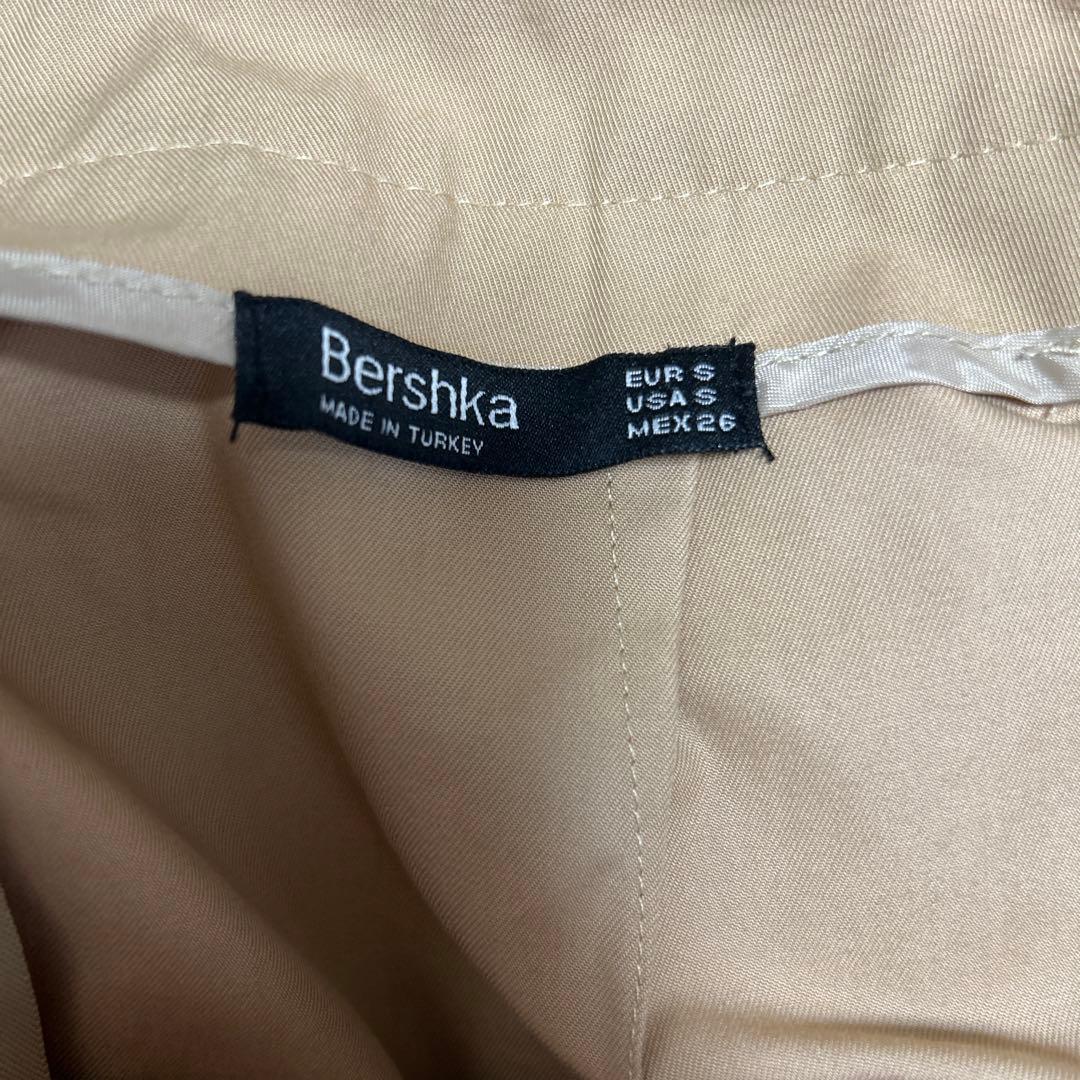 Bershka
MADE IN TURKEY
EUR S
USA S
MEX 26